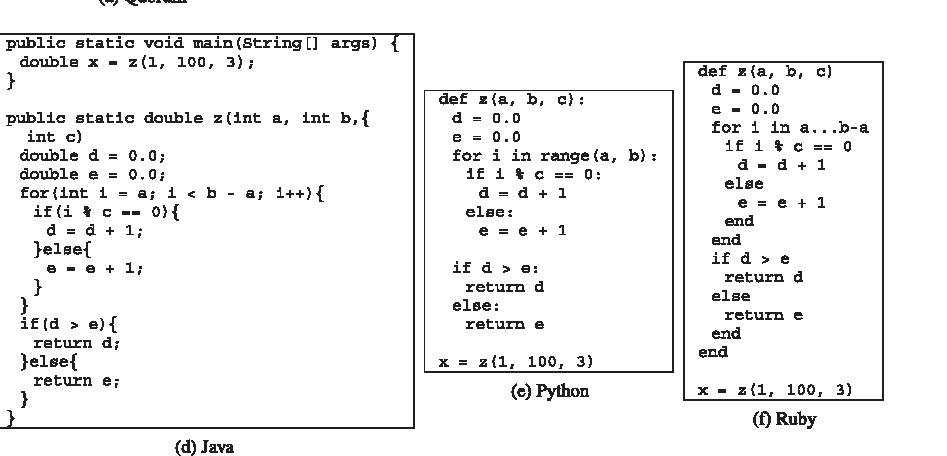 public static void main(String[] args) {
double x = z(1, 100, 3);
}
public static double z(int a, int b,{
int c)
double d = 0.0;
double e = 0.0;
for(int i = a; i < b - a; i++){
if(i % c == 0){
d = d + 1;
}else{
e = e + 1;
}
}
if(d > e){
return d;
}else{
return e;
}
}
(d) Java
def z(a, b, c):
d = 0.0
e = 0.0
for i in range(a, b):
if i % c == 0:
d = d + 1
else:
e = e + 1
if d > e:
return d
else:
return e
x = z(1, 100, 3)
(e) Python
def z(a, b, c)
d = 0.0
e = 0.0
for i in a...b-a
if i % c == 0
d = d + 1
else
e = e + 1
end
end
if d > e
return d
else
return e
end
end
x = z(1, 100, 3)
(f) Ruby